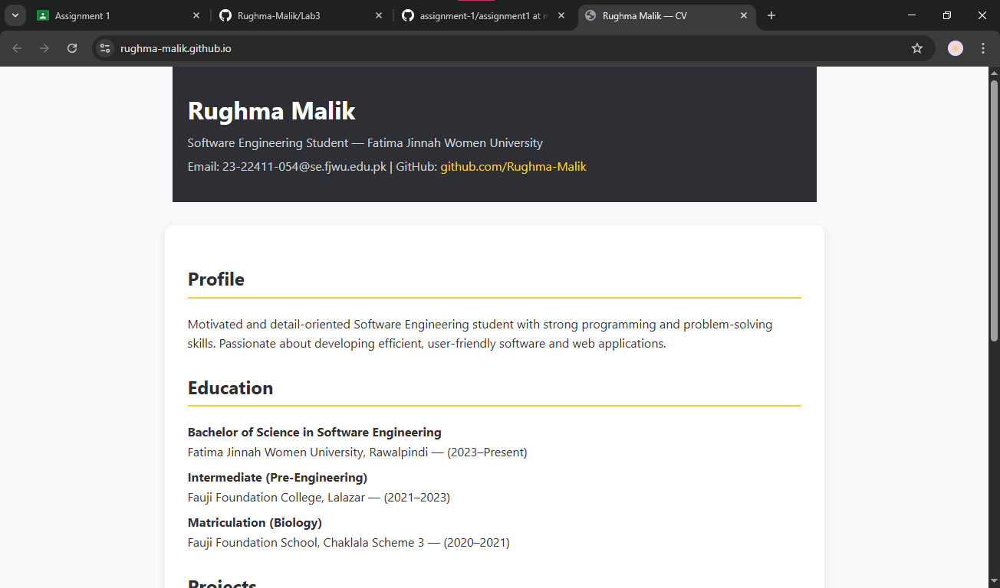 Assignment 1
Rughma-Malik/Lab3
assignment-1/assignment1 at
Rughma Malik — CV
rughma-malik.github.io
Rughma Malik
Software Engineering Student — Fatima Jinnah Women University
Email: 23-22411-054@se.fjwu.edu.pk | GitHub: github.com/Rughma-Malik
Profile
Motivated and detail-oriented Software Engineering student with strong programming and problem-solving
skills. Passionate about developing efficient, user-friendly software and web applications.
Education
Bachelor of Science in Software Engineering
Fatima Jinnah Women University, Rawalpindi — (2023–Present)
Intermediate (Pre-Engineering)
Fauji Foundation College, Lalazar — (2021–2023)
Matriculation (Biology)
Fauji Foundation School, Chaklala Scheme 3 — (2020–2021)
Projects